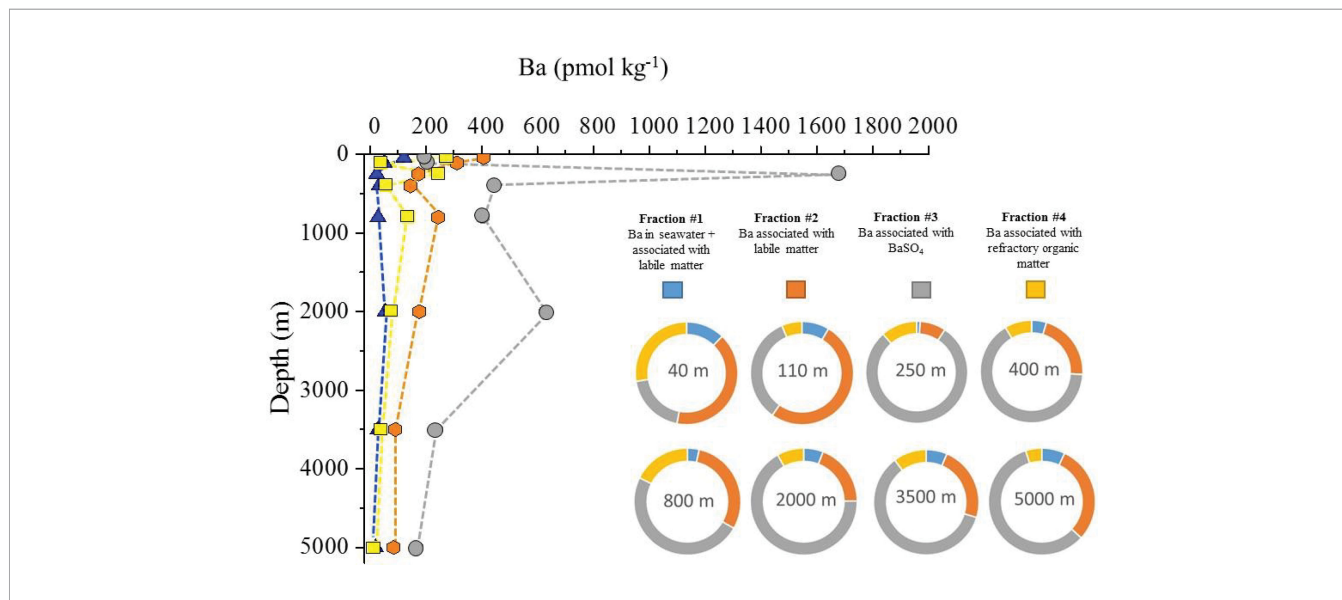 Ba (pmol kg-1)
0 200 400 600 800 1000 1200 1400 1600 1800 2000
0
1000
2000
3000
4000
5000
Depth (m)
Fraction #1
Ba in seawater +
associated with
labile matter
Fraction #2
Ba associated with
labile matter
Fraction #3
Ba associated with
BaSO4
Fraction #4
Ba associated with
refractory organic
matter
40 m
110 m
250 m
400 m
800 m
2000 m
3500 m
5000 m